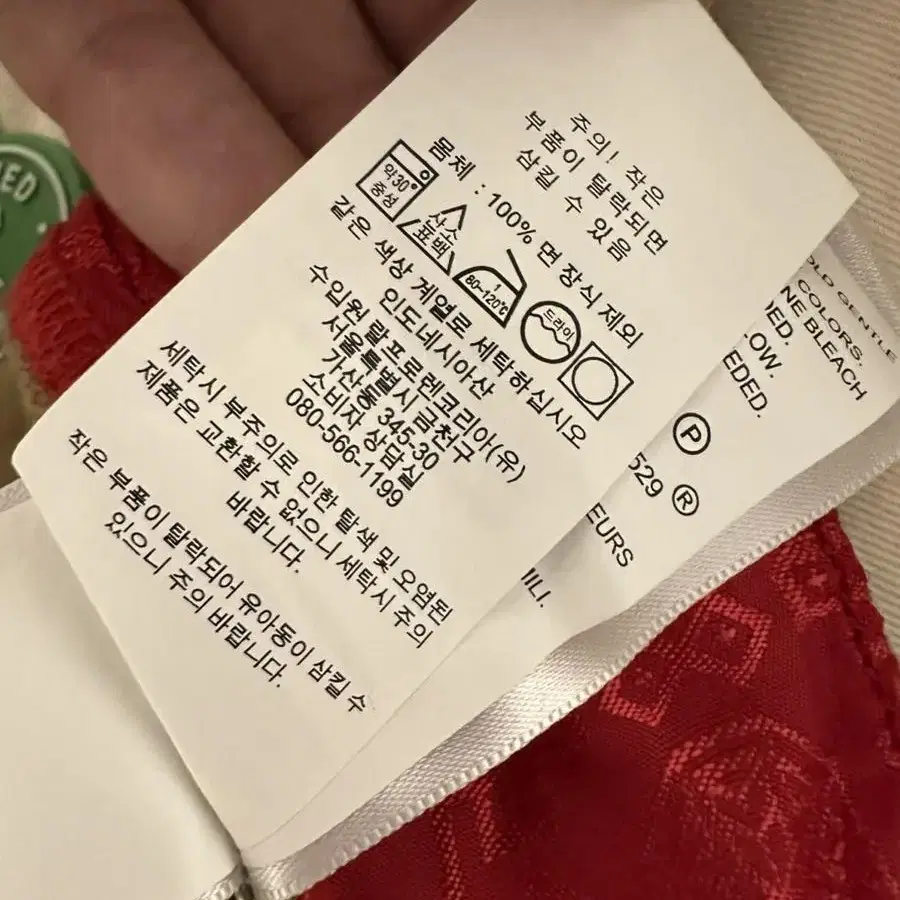 주의! 작은
부품이 탈락되면
삼킬 수 있음
몸체 : 100% 면 장식 제외
약30°
중성
산소
표백
1
80~120℃
드라이
같은 색상 계열로 세탁하십시오
인도네시아산
수입원 랄프로렌코리아(유)
서울특별시 금천구
가산동 345-30
소비자 상담실
080-566-1199
세탁시 부주의로 인한 탈색 및 오염된
제품은 교환할 수 없으니 세탁시 주의
바랍니다.
작은 부품이 탈락되어 유아동이 삼킬 수
있으니 주의 바랍니다.
GENTLE
COLORS.
BLEACH
P
529 ®